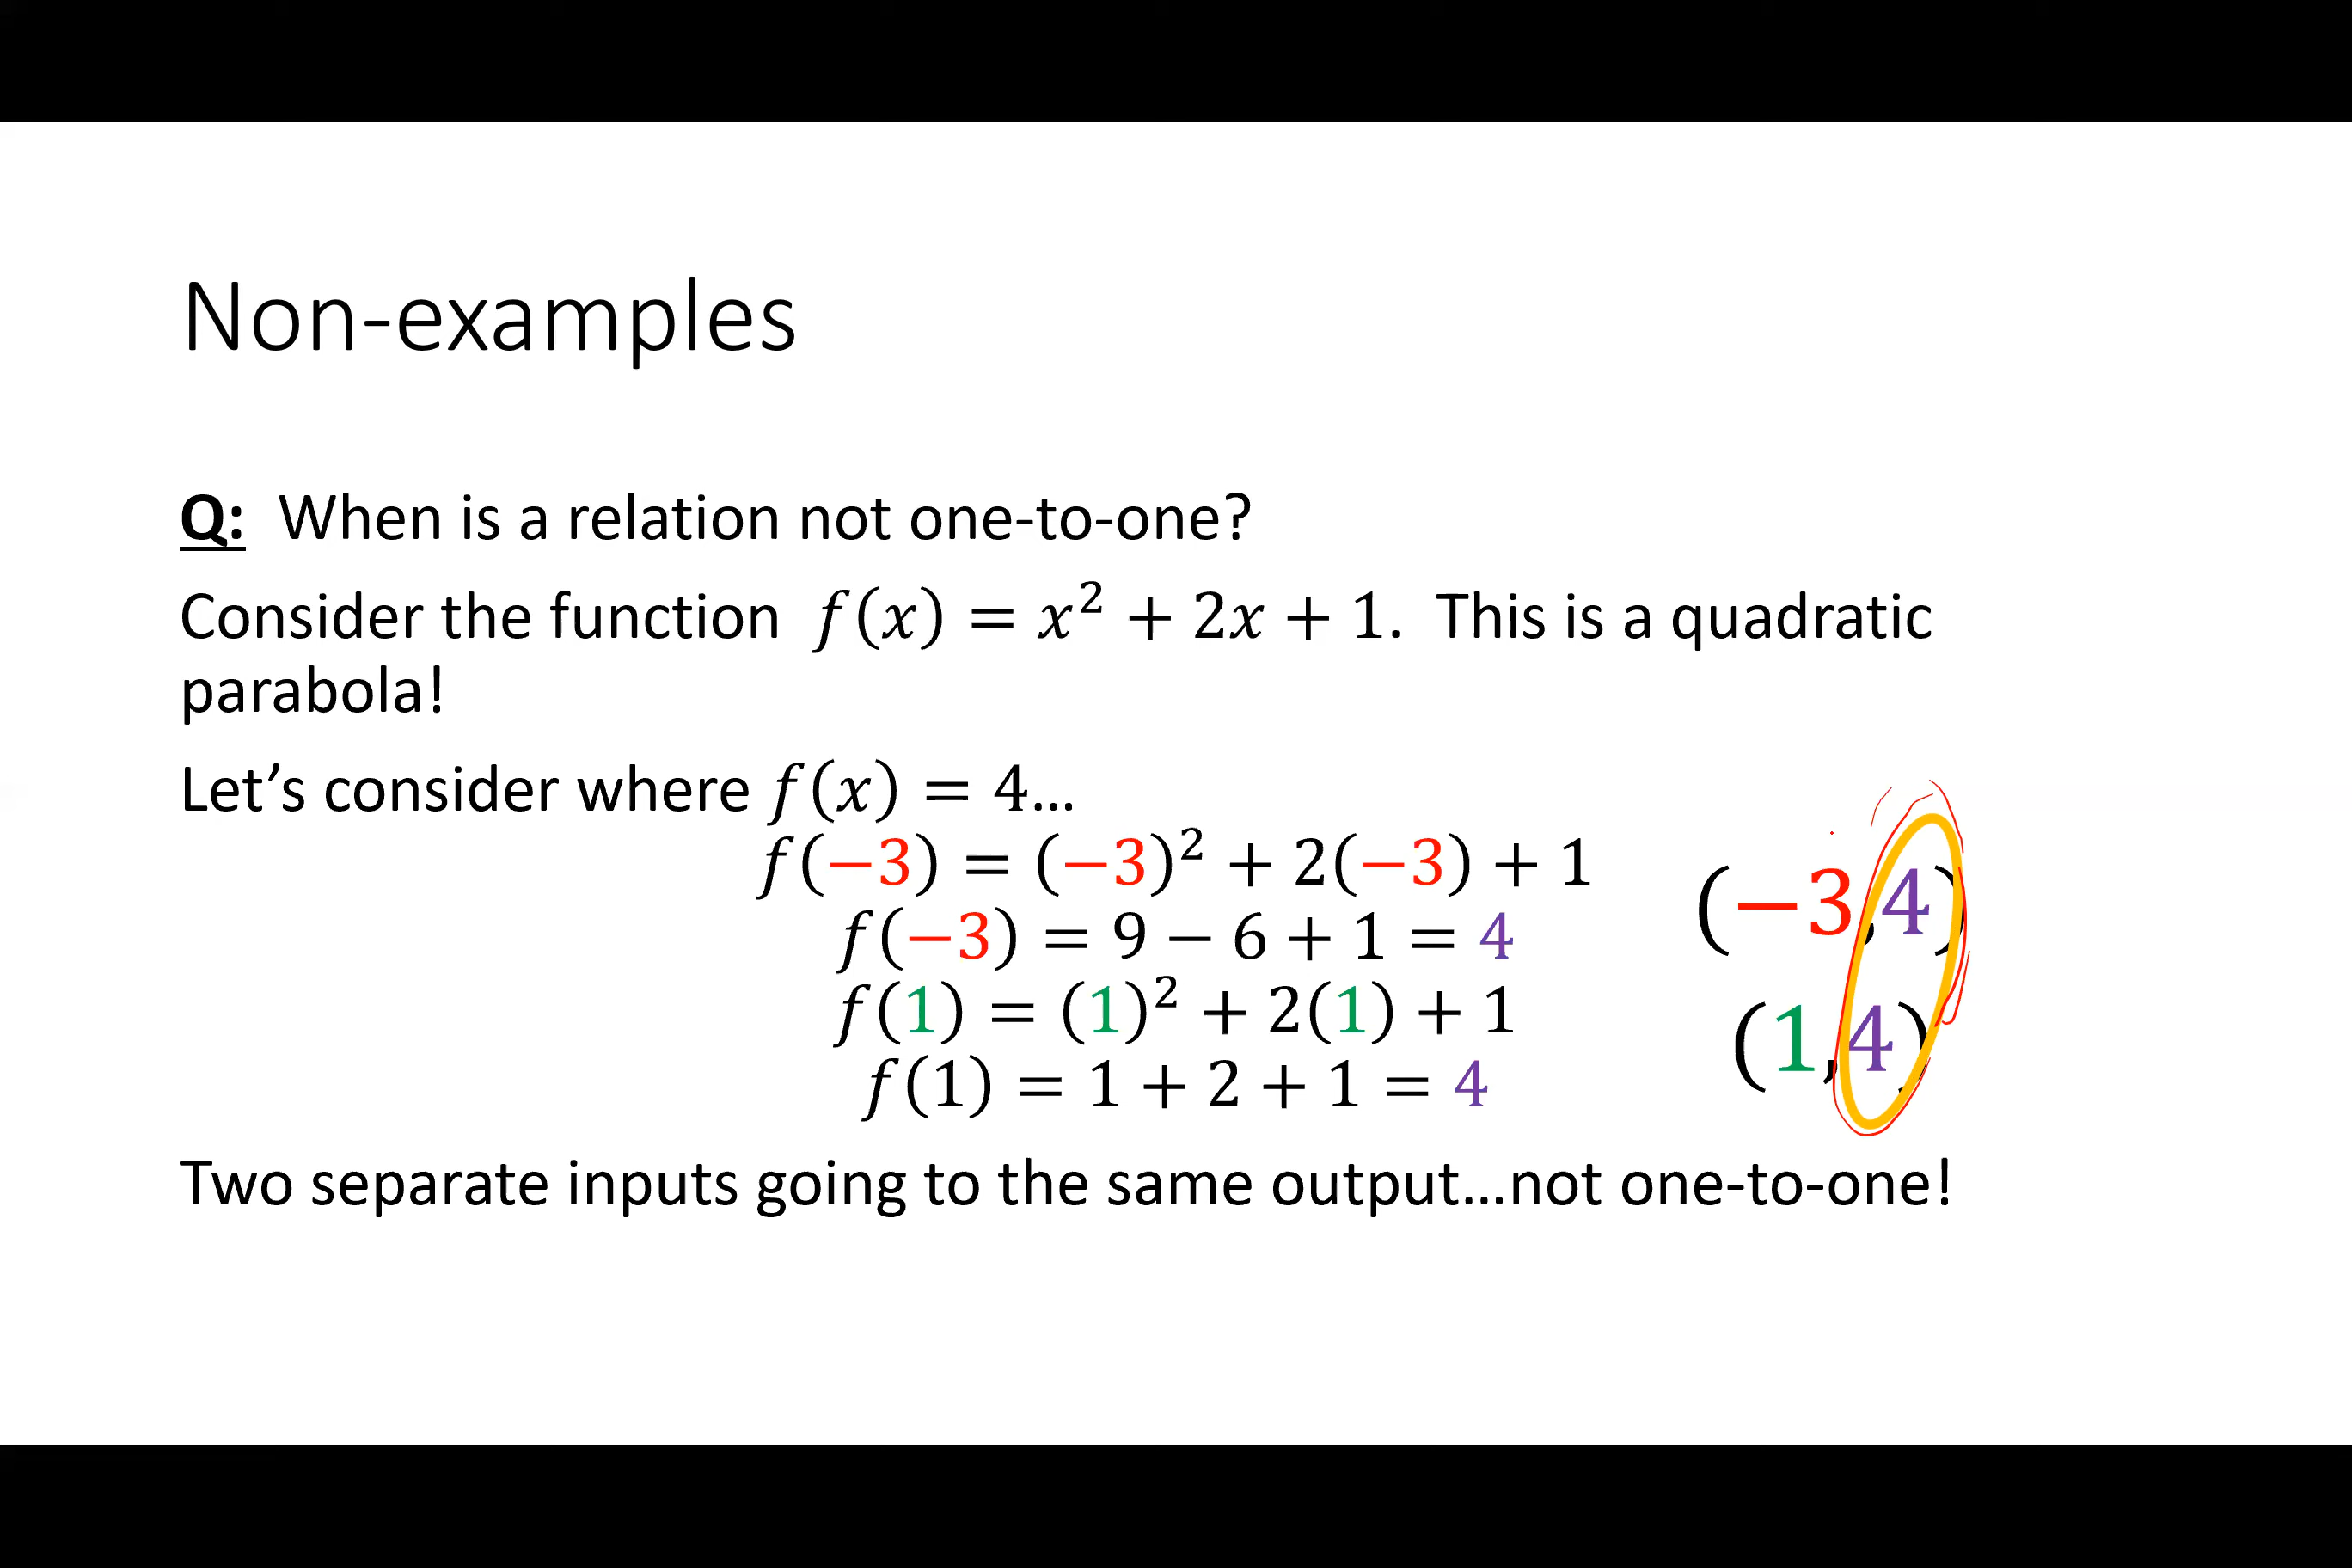 Non-examples
Q: When is a relation not one-to-one?
Consider the function f(x) = x² + 2x + 1. This is a quadratic
parabola!
Let’s consider where f(x) = 4...
f(−3) = (−3)² + 2(−3) + 1
f(−3) = 9 − 6 + 1 = 4
f(1) = (1)² + 2(1) + 1
f(1) = 1 + 2 + 1 = 4
(−3,4)
(1,4)
Two separate inputs going to the same output...not one-to-one!